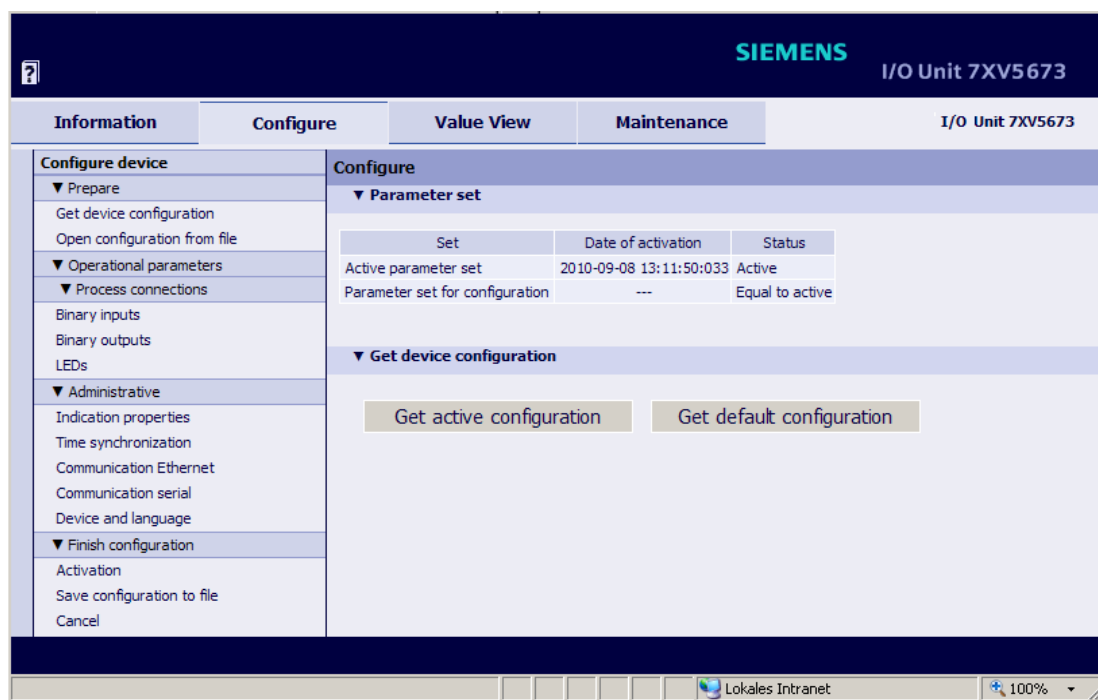 ?
SIEMENS
I/O Unit 7XV5673
Information
Configure
Value View
Maintenance
I/O Unit 7XV5673
Configure device
▼ Prepare
Get device configuration
Open configuration from file
▼ Operational parameters
▼ Process connections
Binary inputs
Binary outputs
LEDs
▼ Administrative
Indication properties
Time synchronization
Communication Ethernet
Communication serial
Device and language
▼ Finish configuration
Activation
Save configuration to file
Cancel
Configure
▼ Parameter set
Set Date of activation Status
Active parameter set 2010-09-08 13:11:50:033 Active
Parameter set for configuration --- Equal to active
▼ Get device configuration
Get active configuration
Get default configuration
Lokales Intranet
100%